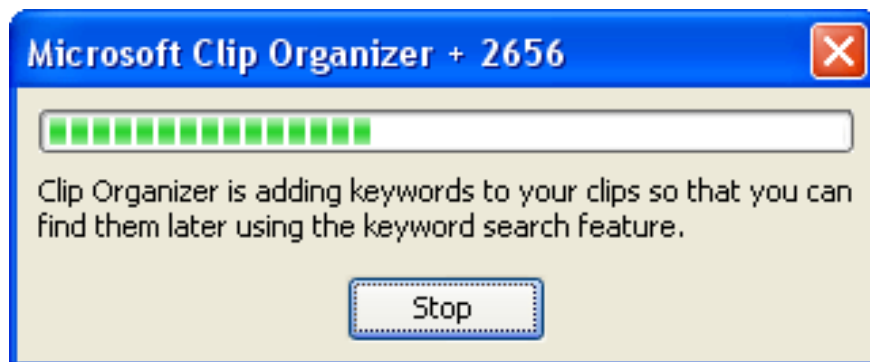 Microsoft Clip Organizer + 2656
Clip Organizer is adding keywords to your clips so that you can
find them later using the keyword search feature.
Stop